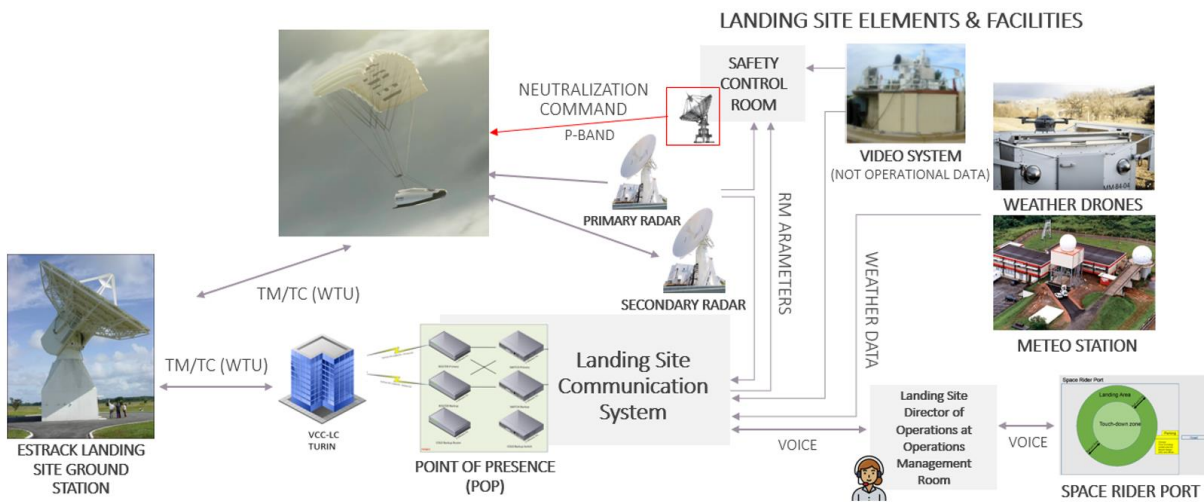 LANDING SITE ELEMENTS & FACILITIES
SAFETY
CONTROL
ROOM
NEUTRALIZATION
COMMAND
P-BAND
VIDEO SYSTEM
(NOT OPERATIONAL DATA)
MM-84-04
WEATHER DRONES
PRIMARY RADAR
SECONDARY RADAR
RM ARAMETERS
WEATHER DATA
METEO STATION
TM/TC (WTU)
TM/TC (WTU)
ESTRACK LANDING
SITE GROUND
STATION
VCC-LC
TURIN
POINT OF PRESENCE
(POP)
Landing Site
Communication
System
VOICE
Landing Site
Director of
Operations at
Operations
Management
Room
VOICE
Space Rider Port
Landing Area
Touch-down zone
SPACE RIDER PORT